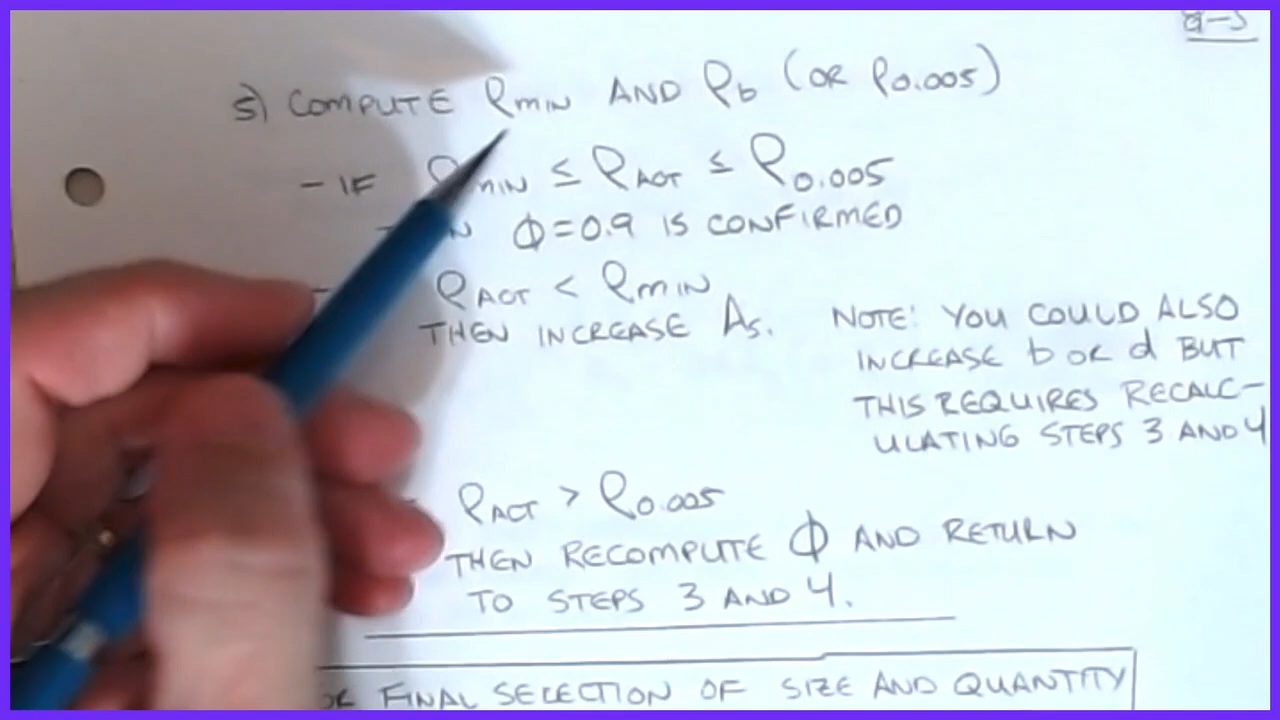 5) COMPUTE ρMIN AND ρb (OR ρ0.005)
- IF ρMIN ≤ ρACT ≤ ρ0.005
ϕ=0.9 IS CONFIRMED
ρACT < ρMIN
THEN INCREASE As.
NOTE: YOU COULD ALSO
INCREASE b OR d BUT
THIS REQUIRES RECALC-
ULATING STEPS 3 AND 4
ρACT > ρ0.005
THEN RECOMPUTE ϕ AND RETURN
TO STEPS 3 AND 4.
FINAL SELECTION OF SIZE AND QUANTITY